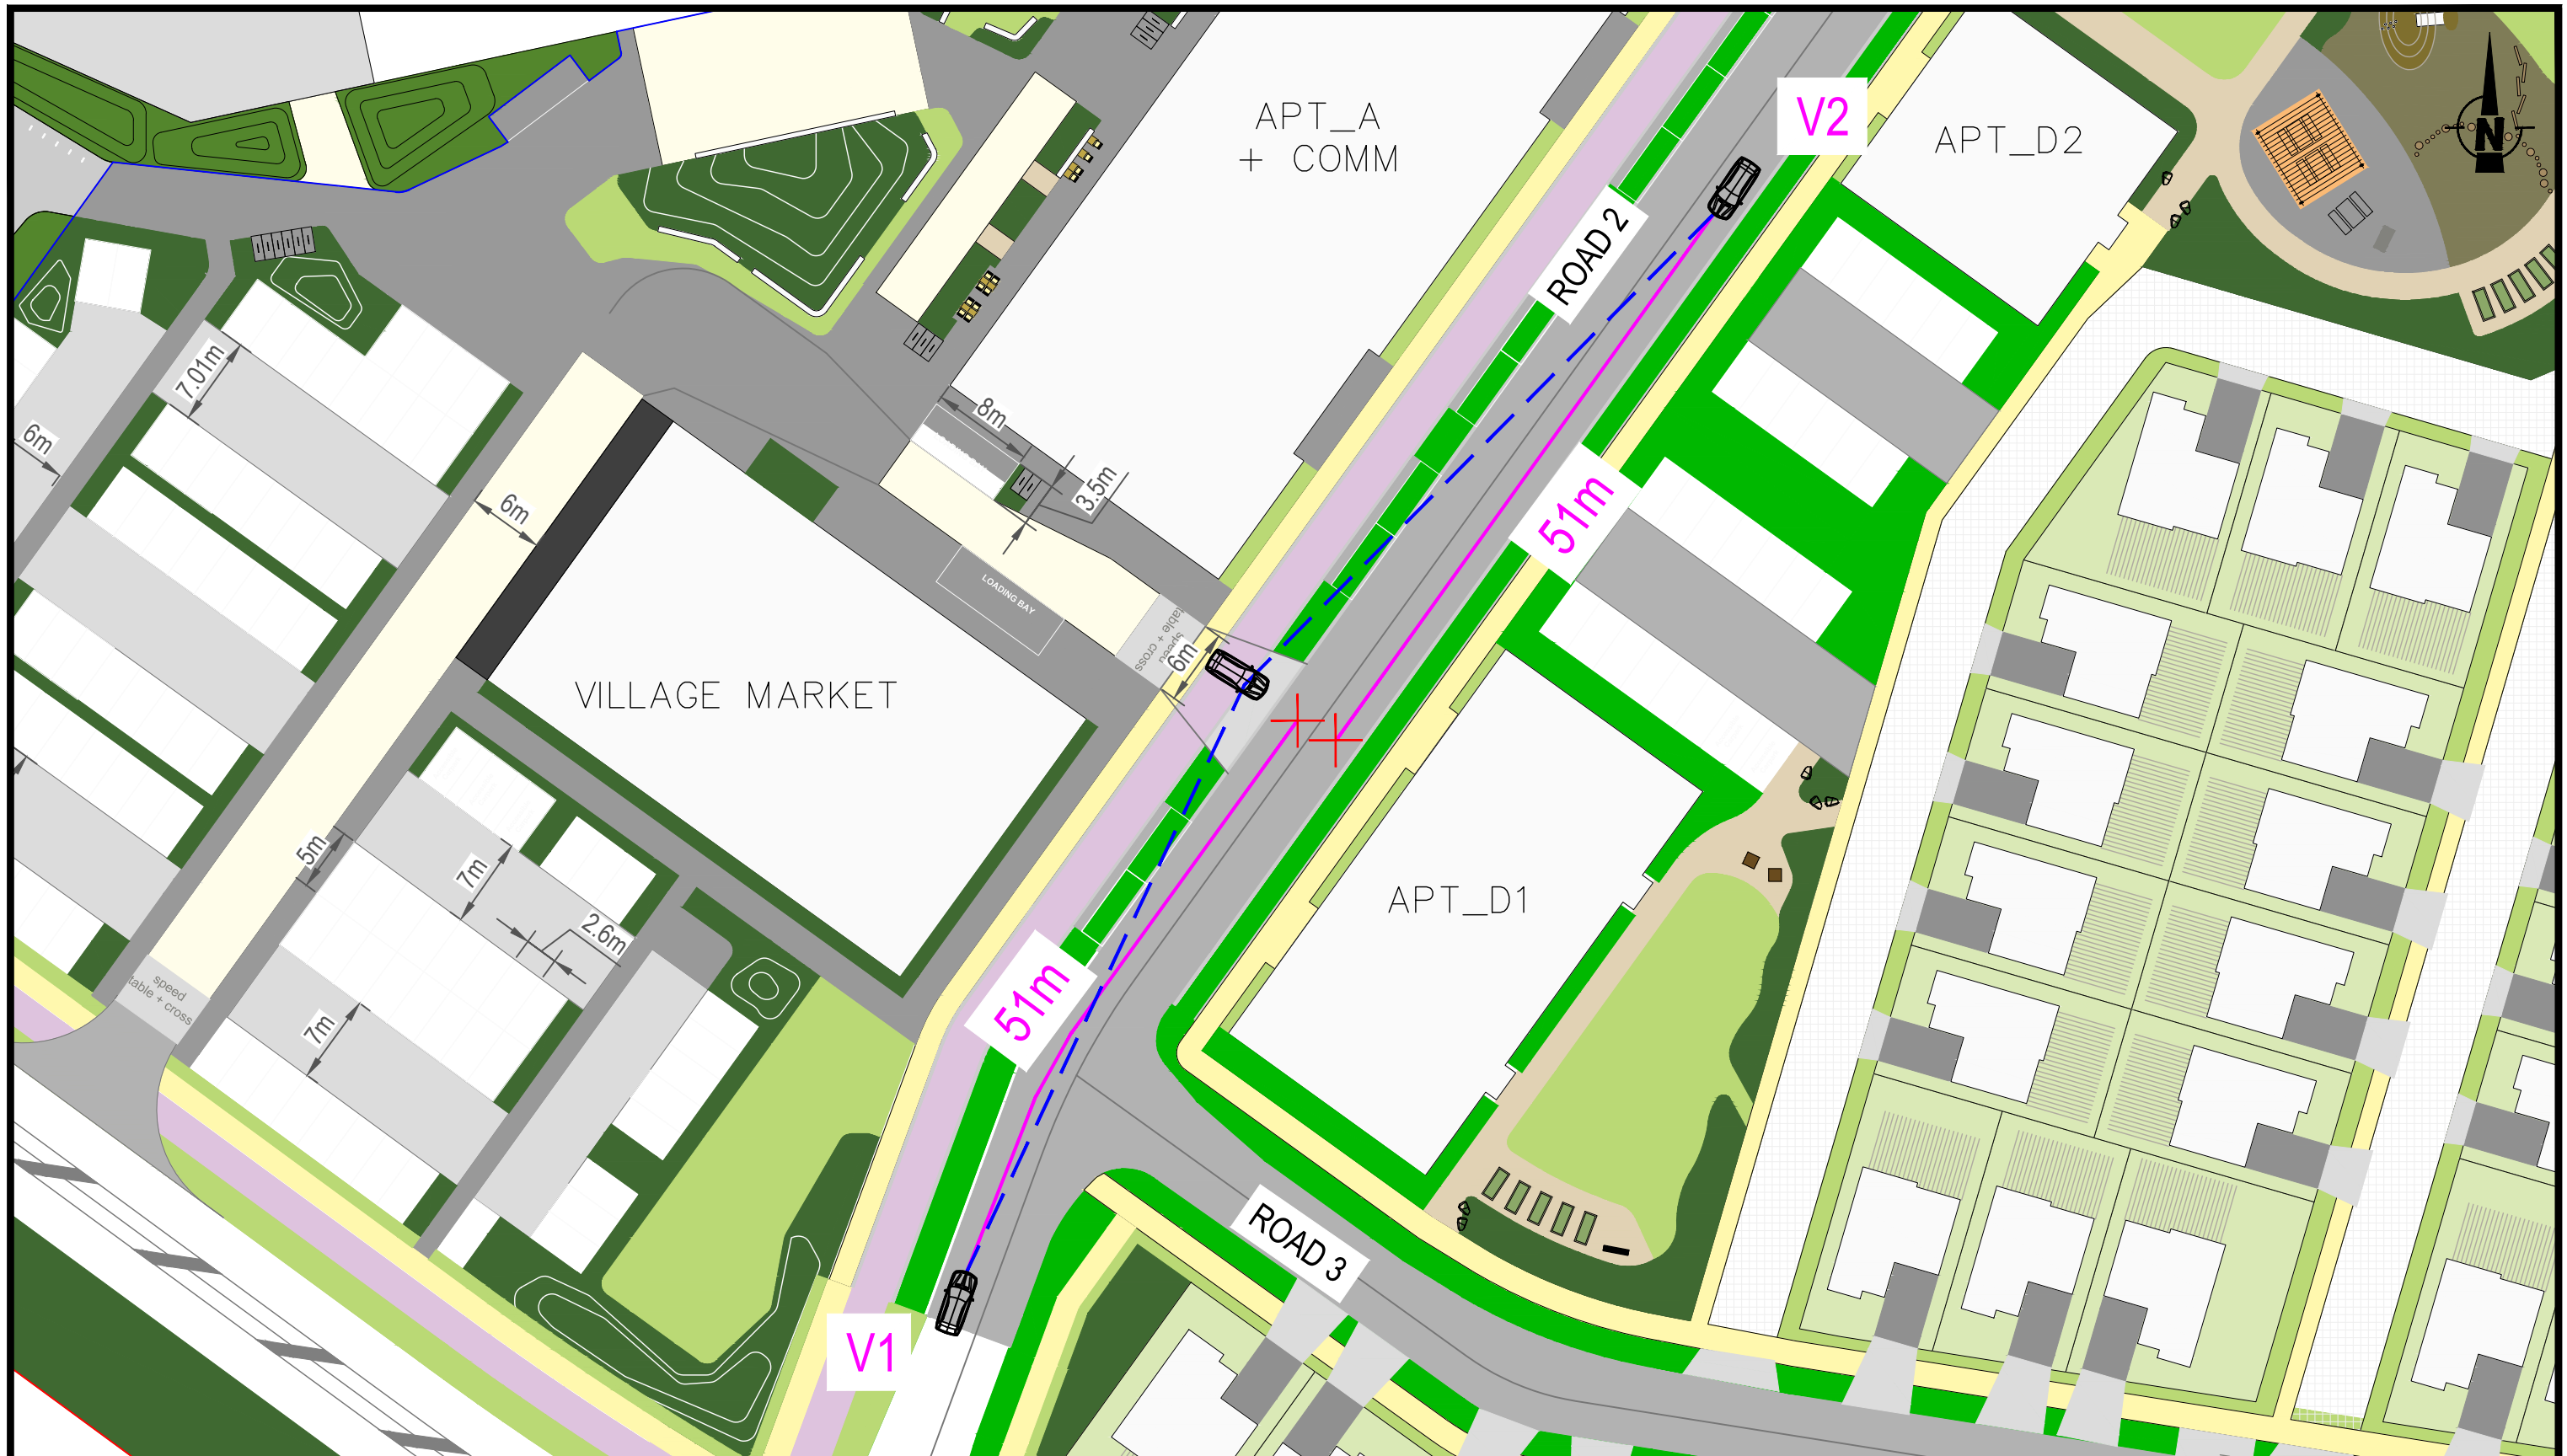 V2
APT_A
+ COMM
APT_D2
N
ROAD 2
7.01m
6m
8m
3.5m
6m
51m
LOADING BAY
speed
table + cross
6m
VILLAGE MARKET
5m
7m
2.6m
APT_D1
51m
speed
table + cross
7m
ROAD 3
V1